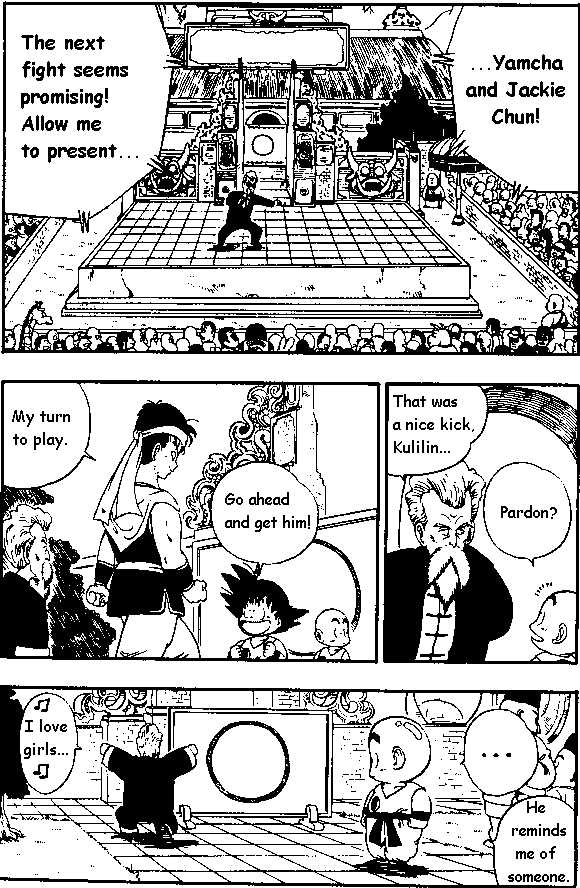 The next
fight seems
promising!
Allow me
to present...
...Yamcha
and Jackie
Chun!
My turn
to play.
Go ahead
and get him!
That was
a nice kick,
Kulilin...
Pardon?
♫
I love
girls...
♫
...
He
reminds
me of
someone.